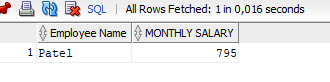 SQL | All Rows Fetched: 1 in 0,016 seconds
Employee Name MONTHLY SALARY
1 Patel 795